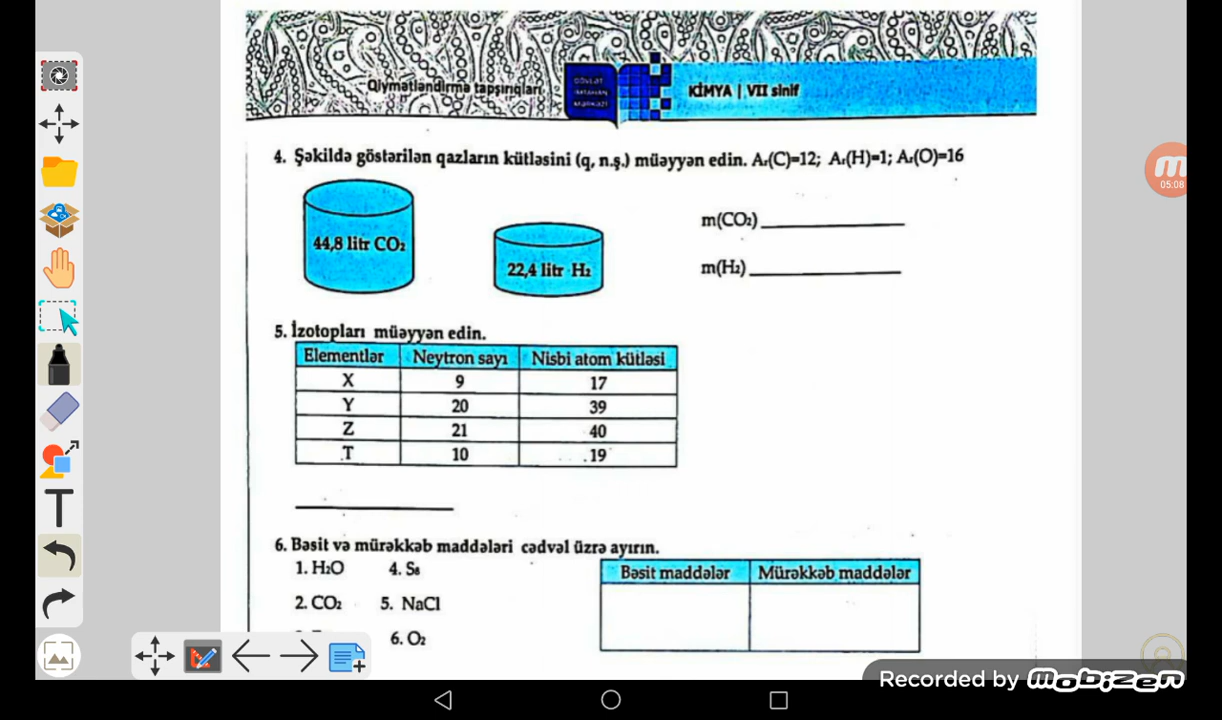 05:08
Qiymətləndirmə tapşırıqları
DÖVLƏT
İMTAHAN
MƏRKƏZİ
KİMYA | VII sinif
4. Şəkildə göstərilən qazların kütləsini (q, n.ş.) müəyyən edin. Aᵣ(C)=12; Aᵣ(H)=1; Aᵣ(O)=16
44,8 litr CO₂
22,4 litr H₂
m(CO₂)
m(H₂)
5. İzotopları müəyyən edin.
Elementlər Neytron sayı Nisbi atom kütləsi
X 9 17
Y 20 39
Z 21 40
T 10 19
6. Bəsit və mürəkkəb maddələri cədvəl üzrə ayırın.
1. H₂O 4. S₈
2. CO₂ 5. NaCl
6. O₂
Bəsit maddələr Mürəkkəb maddələr
Recorded by mobizen